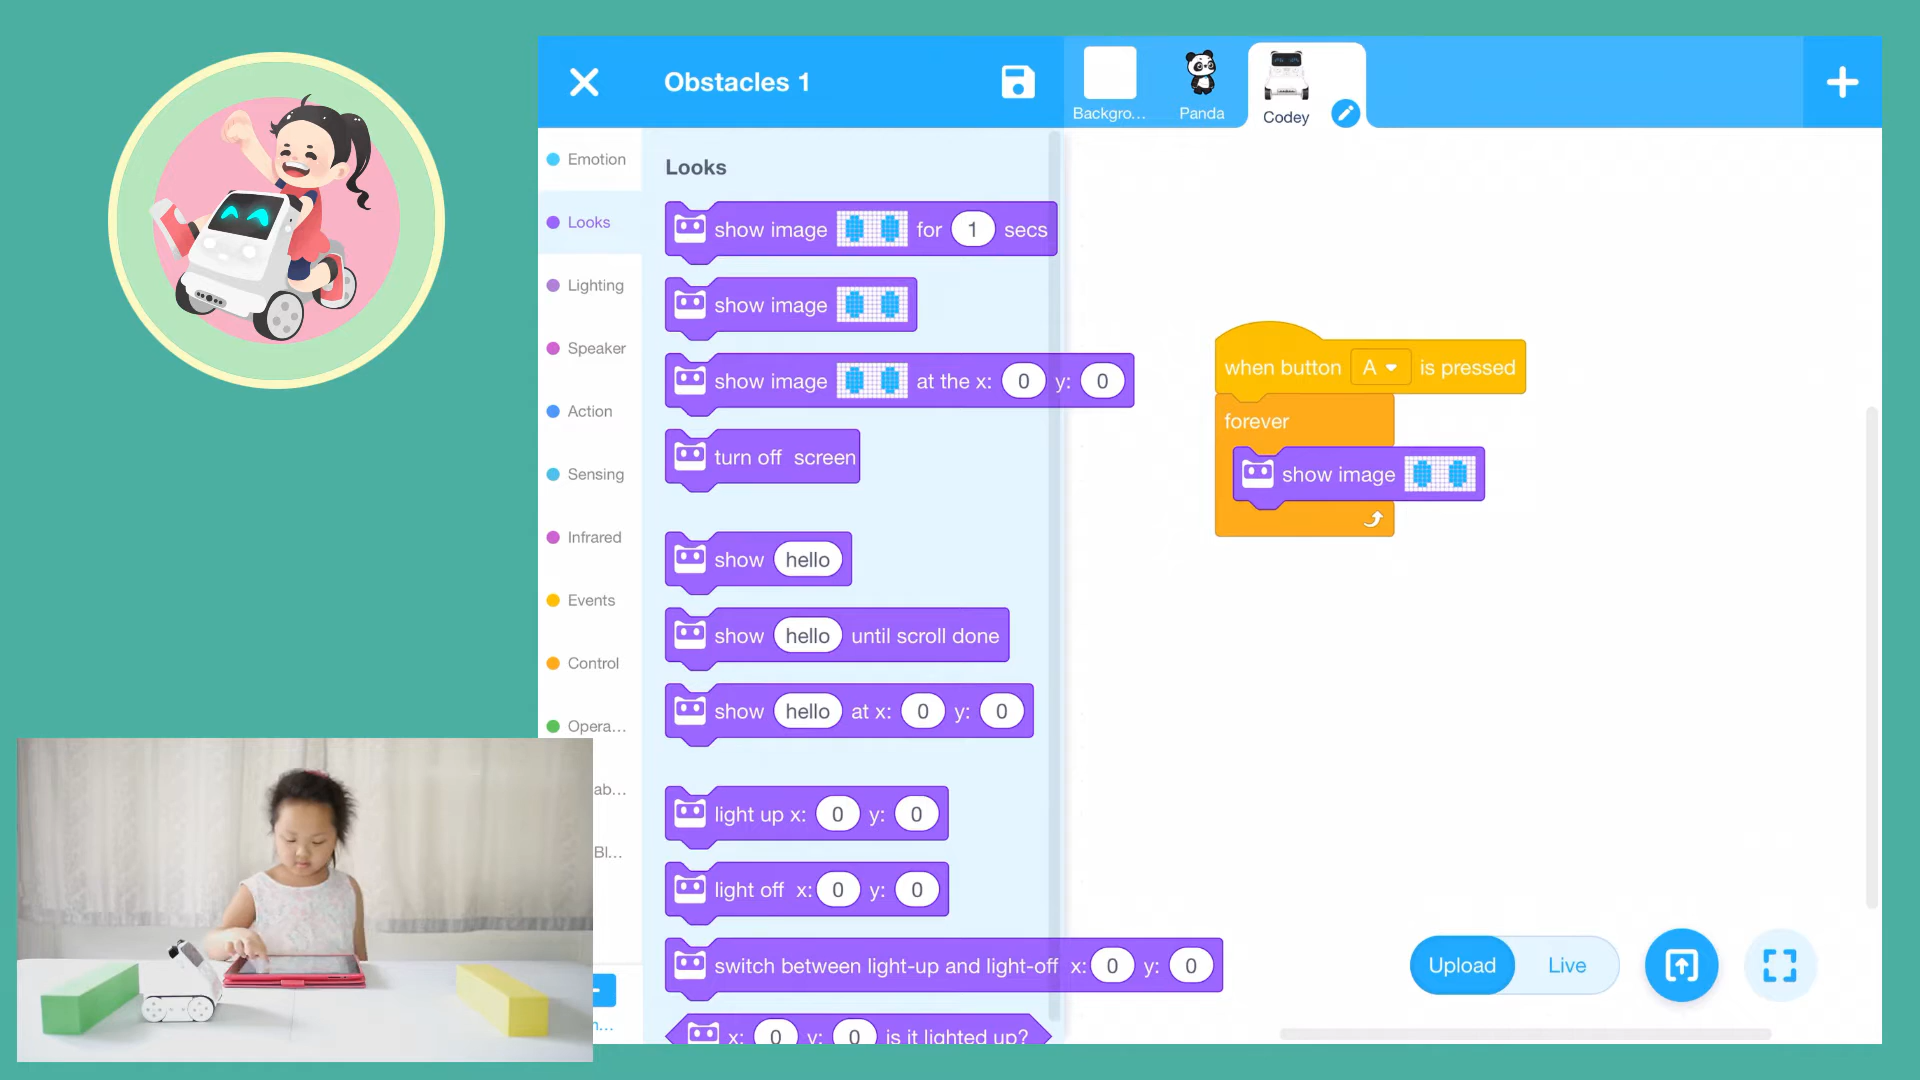 Obstacles 1
Backgro...
Panda
Codey
Emotion
Looks
Lighting
Speaker
Action
Sensing
Infrared
Events
Control
Opera...
ab...
Bl...
Looks
show image for 1 secs
show image
show image at the x: 0 y: 0
turn off screen
show hello
show hello until scroll done
show hello at x: 0 y: 0
light up x: 0 y: 0
light off x: 0 y: 0
switch between light-up and light-off x: 0 y: 0
x: 0 y: 0 is it lighted up?
when button A is pressed
forever
show image
Upload
Live